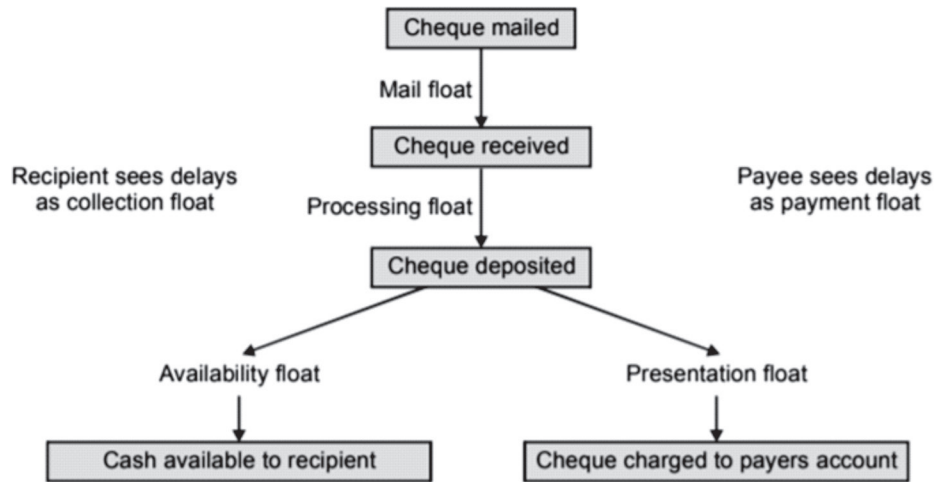 Cheque mailed
Mail float
Cheque received
Recipient sees delays
as collection float
Payee sees delays
as payment float
Processing float
Cheque deposited
Availability float
Presentation float
Cash available to recipient
Cheque charged to payers account